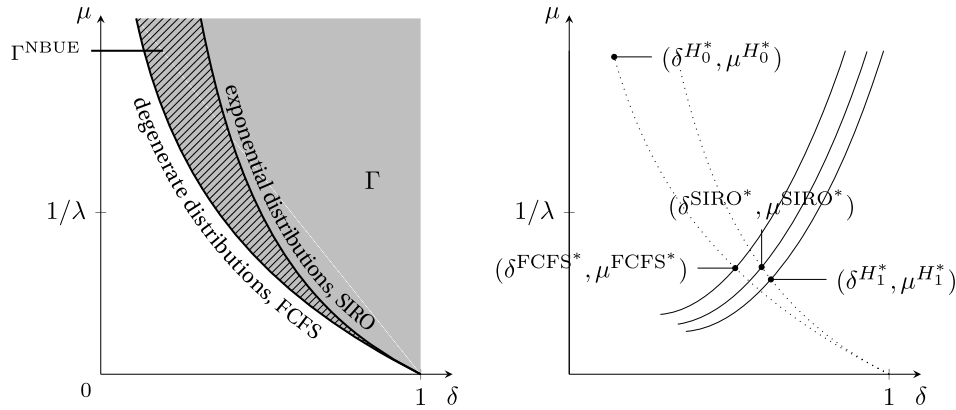 μ
Γ^NBUE
degenerate distributions, FCFS
exponential distributions, SIRO
Γ
1/λ
0
1
δ
μ
(δ^{H_0^*}, μ^{H_0^*})
1/λ
(δ^{SIRO^*}, μ^{SIRO^*})
(δ^{FCFS^*}, μ^{FCFS^*})
(δ^{H_1^*}, μ^{H_1^*})
1
δ